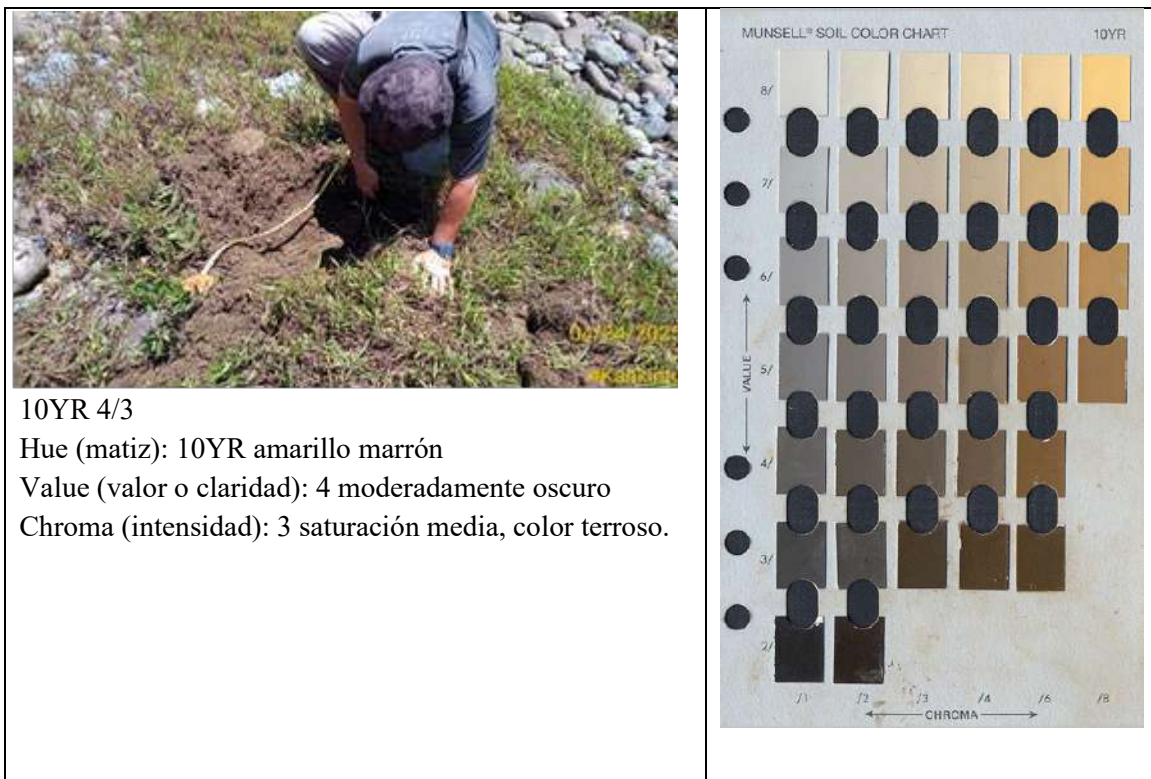 10YR 4/3
Hue (matiz): 10YR amarillo marrón
Value (valor o claridad): 4 moderadamente oscuro
Chroma (intensidad): 3 saturación media, color terroso.
MUNSELL® SOIL COLOR CHART 10YR
8/
7/
6/
5/
4/
3/
2/
VALUE
/1 /2 /3 /4 /6 /8
CHROMA